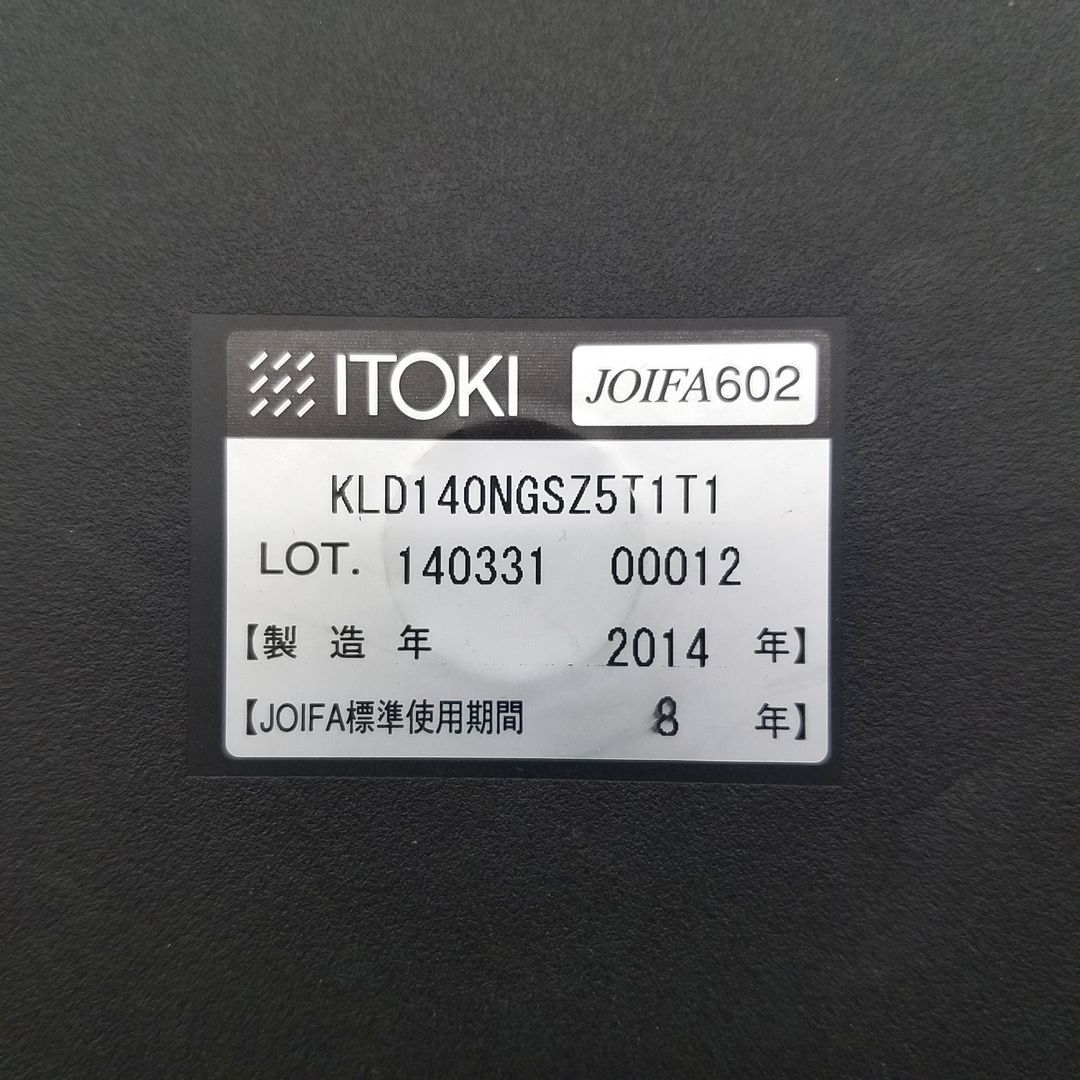 ITOKI JOIFA602
KLD140NGSZ5T1T1
LOT. 140331 00012
【製造年 2014 年】
【JOIFA標準使用期間 8 年】